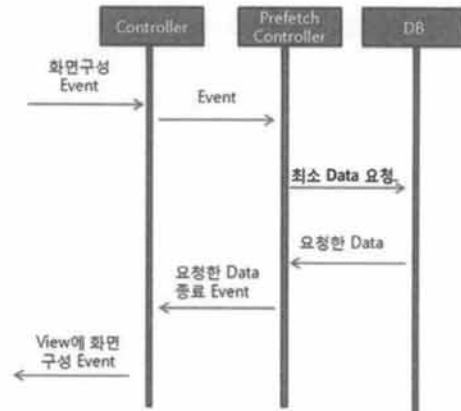 Controller
Prefetch
Controller
DB
화면구성
Event
Event
최소 Data 요청
요청한 Data
요청한 Data
종료 Event
View에 화면
구성 Event